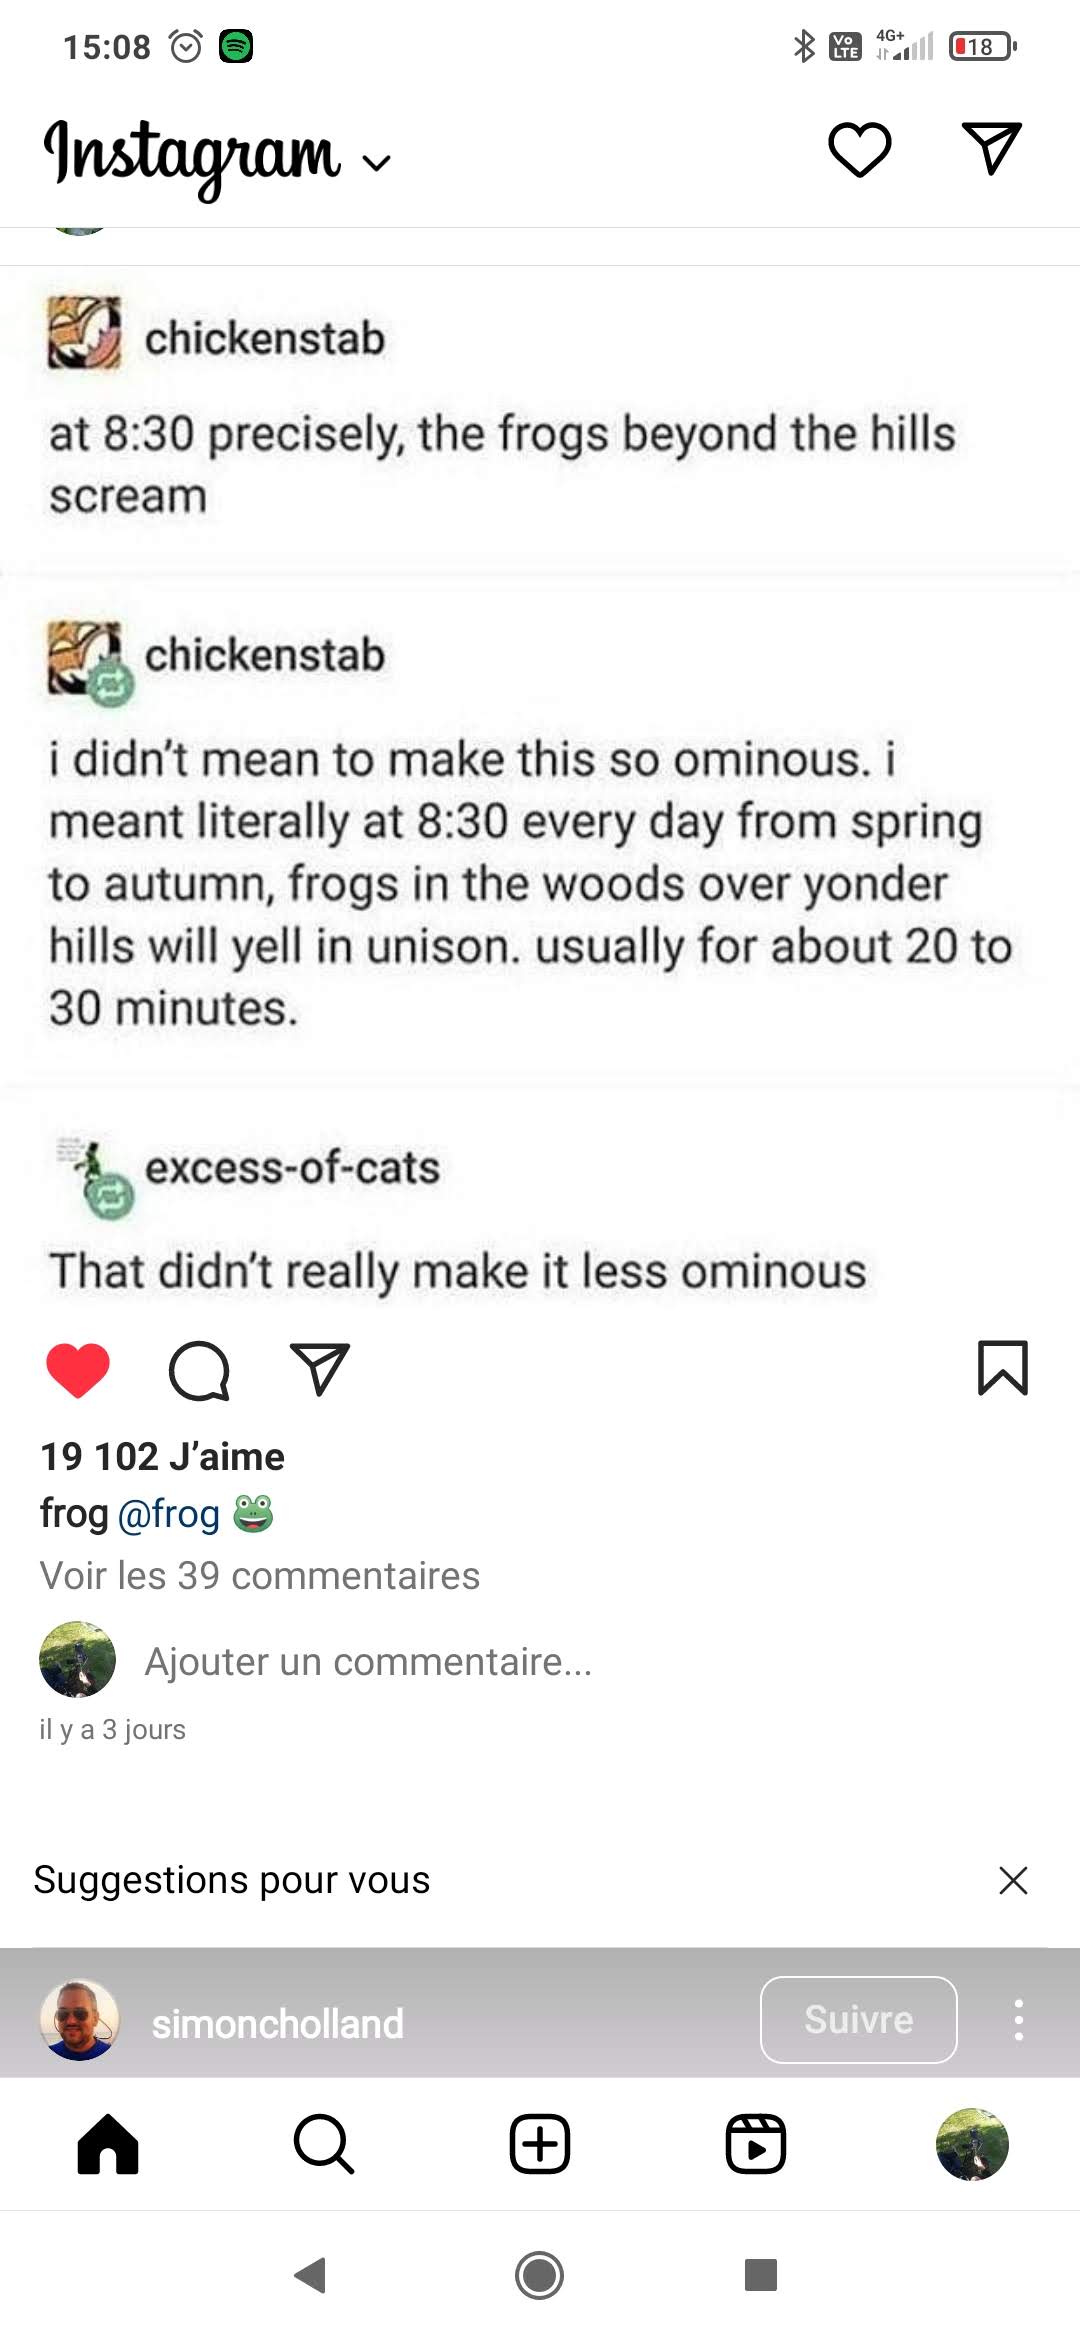 15:08
Vo LTE 4G+ 18
Instagram
chickenstab
at 8:30 precisely, the frogs beyond the hills
scream
chickenstab
i didn't mean to make this so ominous. i
meant literally at 8:30 every day from spring
to autumn, frogs in the woods over yonder
hills will yell in unison. usually for about 20 to
30 minutes.
excess-of-cats
That didn't really make it less ominous
19 102 J'aime
frog @frog 🐸
Voir les 39 commentaires
Ajouter un commentaire...
il y a 3 jours
Suggestions pour vous
simoncholland
Suivre